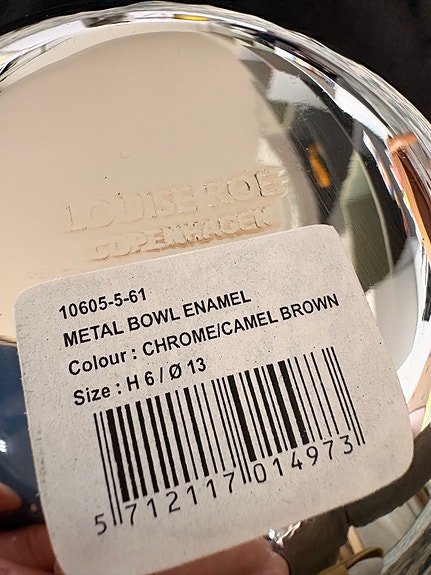 LOUISE ROE
COPENHAGEN
10605-5-61
METAL BOWL ENAMEL
Colour : CHROME/CAMEL BROWN
Size : H 6 / Ø 13
5 712117 014973